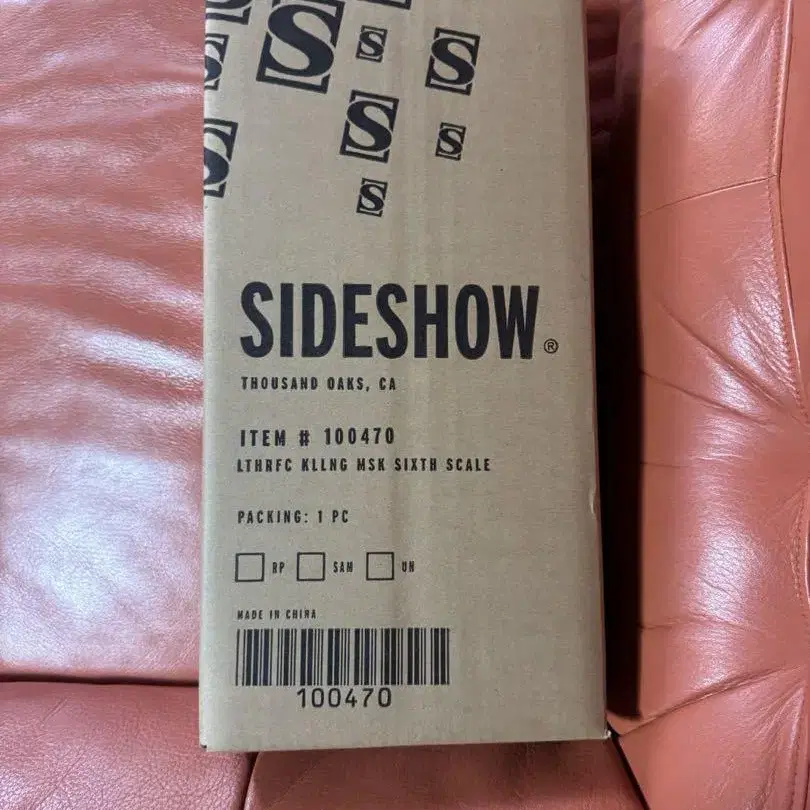 SIDESHOW®
THOUSAND OAKS, CA
ITEM # 100470
LTHRFC KLLNG MSK SIXTH SCALE
PACKING: 1 PC
RP SAM UN
MADE IN CHINA
100470